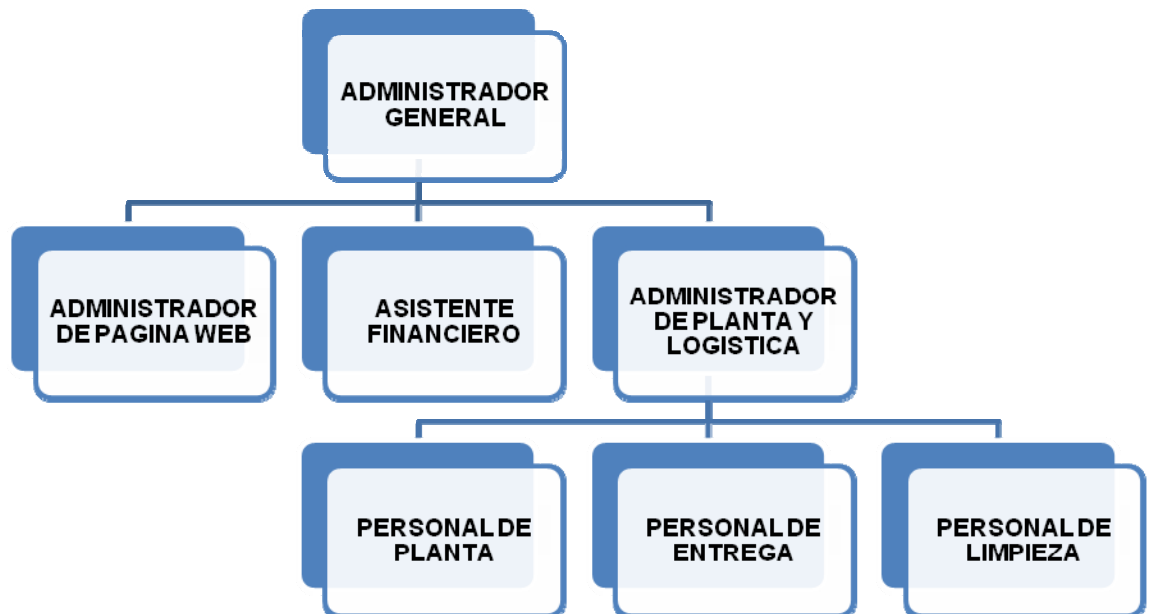 ADMINISTRADOR
GENERAL
ADMINISTRADOR
DE PAGINA WEB
ASISTENTE
FINANCIERO
ADMINISTRADOR
DE PLANTA Y
LOGISTICA
PERSONAL DE
PLANTA
PERSONAL DE
ENTREGA
PERSONAL DE
LIMPIEZA